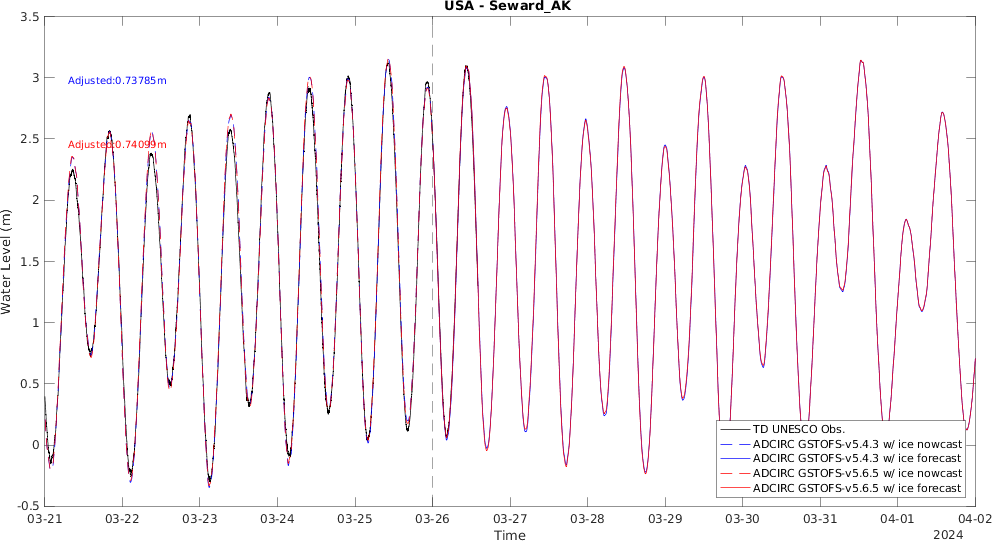 USA - Seward_AK
3.5
3
2.5
2
1.5
1
0.5
0
-0.5
Water Level (m)
Adjusted:0.73785m
Adjusted:0.74099m
TD UNESCO Obs.
ADCIRC GSTOFS-v5.4.3 w/ ice nowcast
ADCIRC GSTOFS-v5.4.3 w/ ice forecast
ADCIRC GSTOFS-v5.6.5 w/ ice nowcast
ADCIRC GSTOFS-v5.6.5 w/ ice forecast
03-21 03-22 03-23 03-24 03-25 03-26 03-27 03-28 03-29 03-30 03-31 04-01 04-02
Time
2024